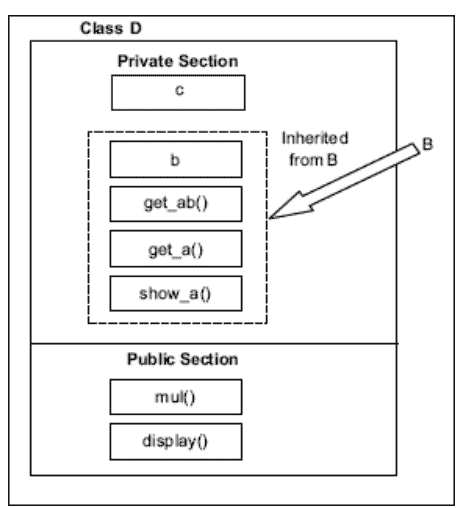 Class D
Private Section
c
Inherited
from B
B
b
get_ab()
get_a()
show_a()
Public Section
mul()
display()